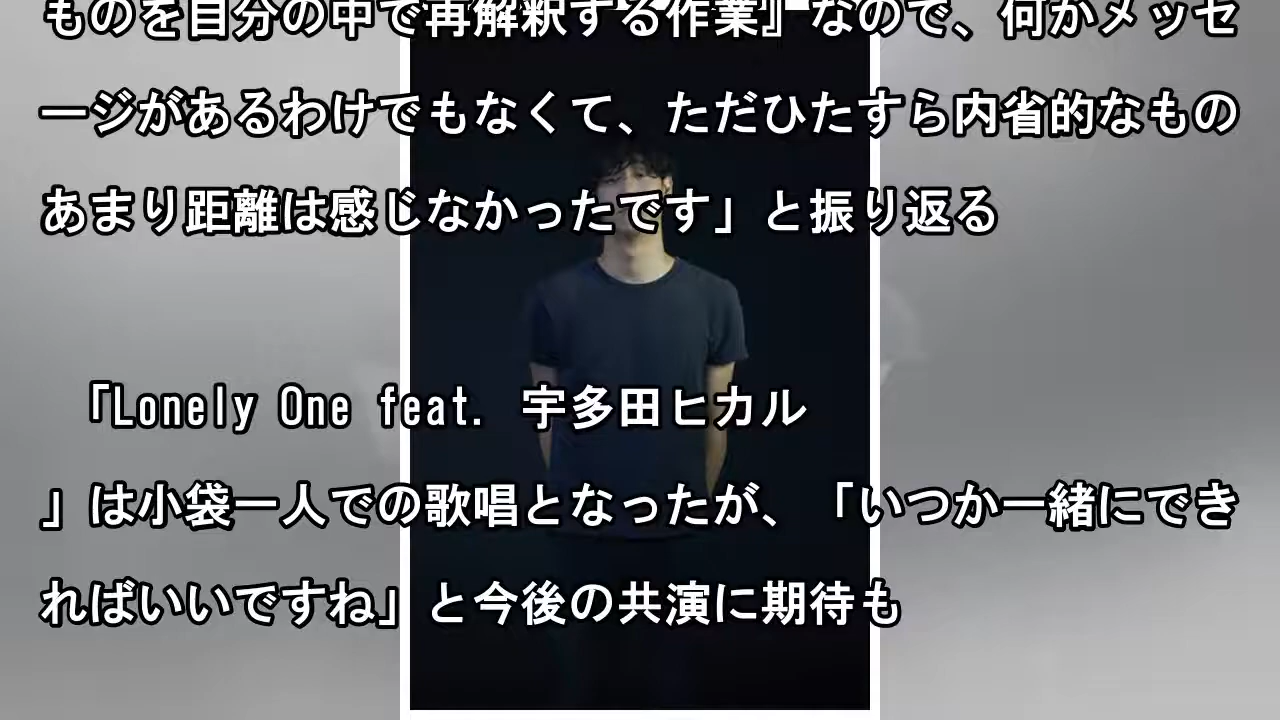 ものを自分の中で再解釈する作業』なので、何かメッセ
ージがあるわけでもなくて、ただひたすら内省的なもの
あまり距離は感じなかったです」と振り返る
「Lonely One feat. 宇多田ヒカル
」は小袋一人での歌唱となったが、「いつか一緒にでき
ればいいですね」と今後の共演に期待も